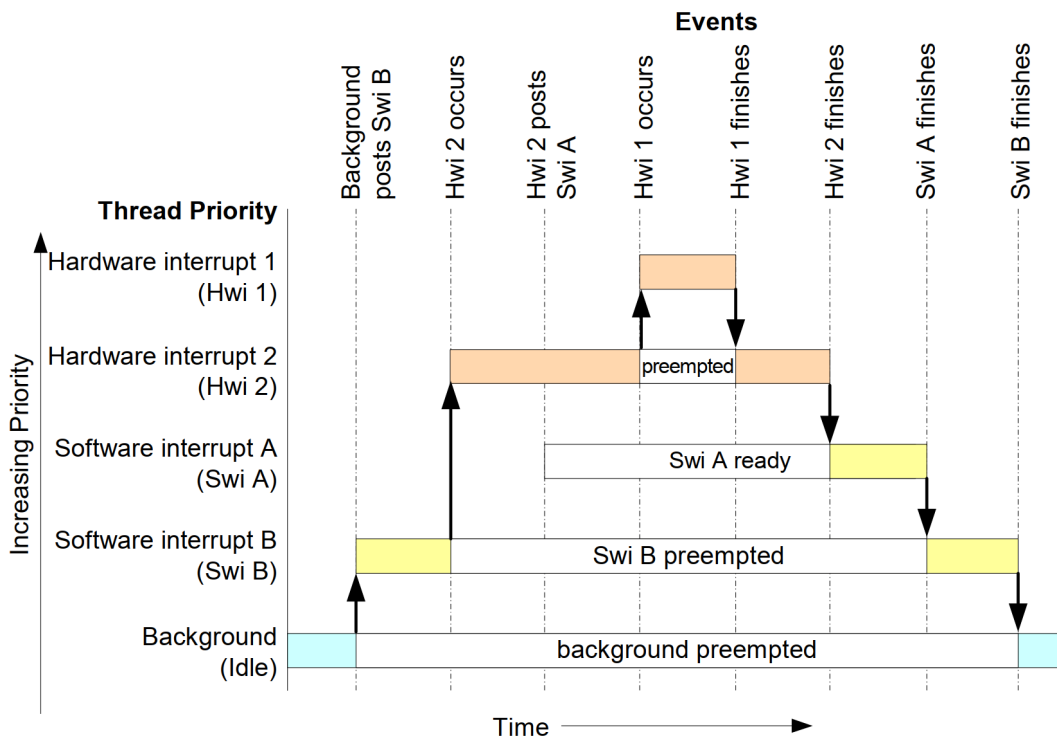 Events
Background
posts Swi B
Hwi 2 occurs
Hwi 2 posts
Swi A
Hwi 1 occurs
Hwi 1 finishes
Hwi 2 finishes
Swi A finishes
Swi B finishes
Thread Priority
Increasing Priority
Hardware interrupt 1
(Hwi 1)
Hardware interrupt 2
(Hwi 2)
preempted
Software interrupt A
(Swi A)
Swi A ready
Software interrupt B
(Swi B)
Swi B preempted
Background
(Idle)
background preempted
Time